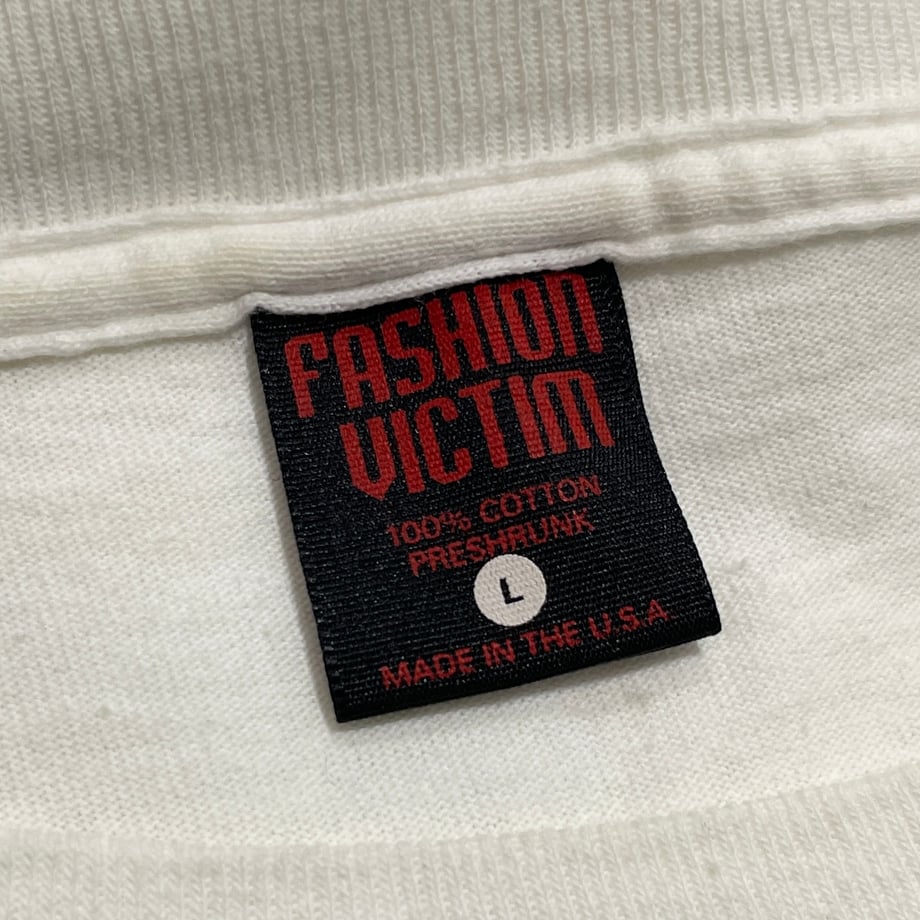 FASHION
VICTIM
100% COTTON
PRESHRUNK
L
MADE IN THE U.S.A.